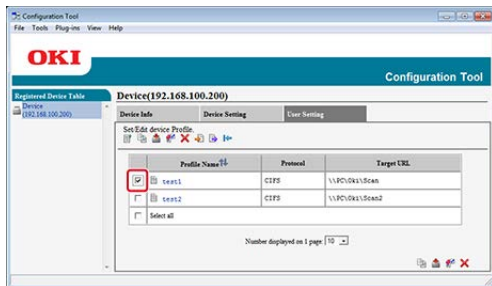 Configuration Tool
File Tools Plug-ins View Help
OKI
Configuration Tool
Registered Device Table
Device
(192.168.100.200)
Device(192.168.100.200)
Device Info Device Setting User Setting
Set/Edit device Profile.
Profile Name Protocol Target URL
test1 CIFS \\PC\Oki\Scan
test2 CIFS \\PC\Oki\Scan2
Select all
Number displayed on 1 page: 10